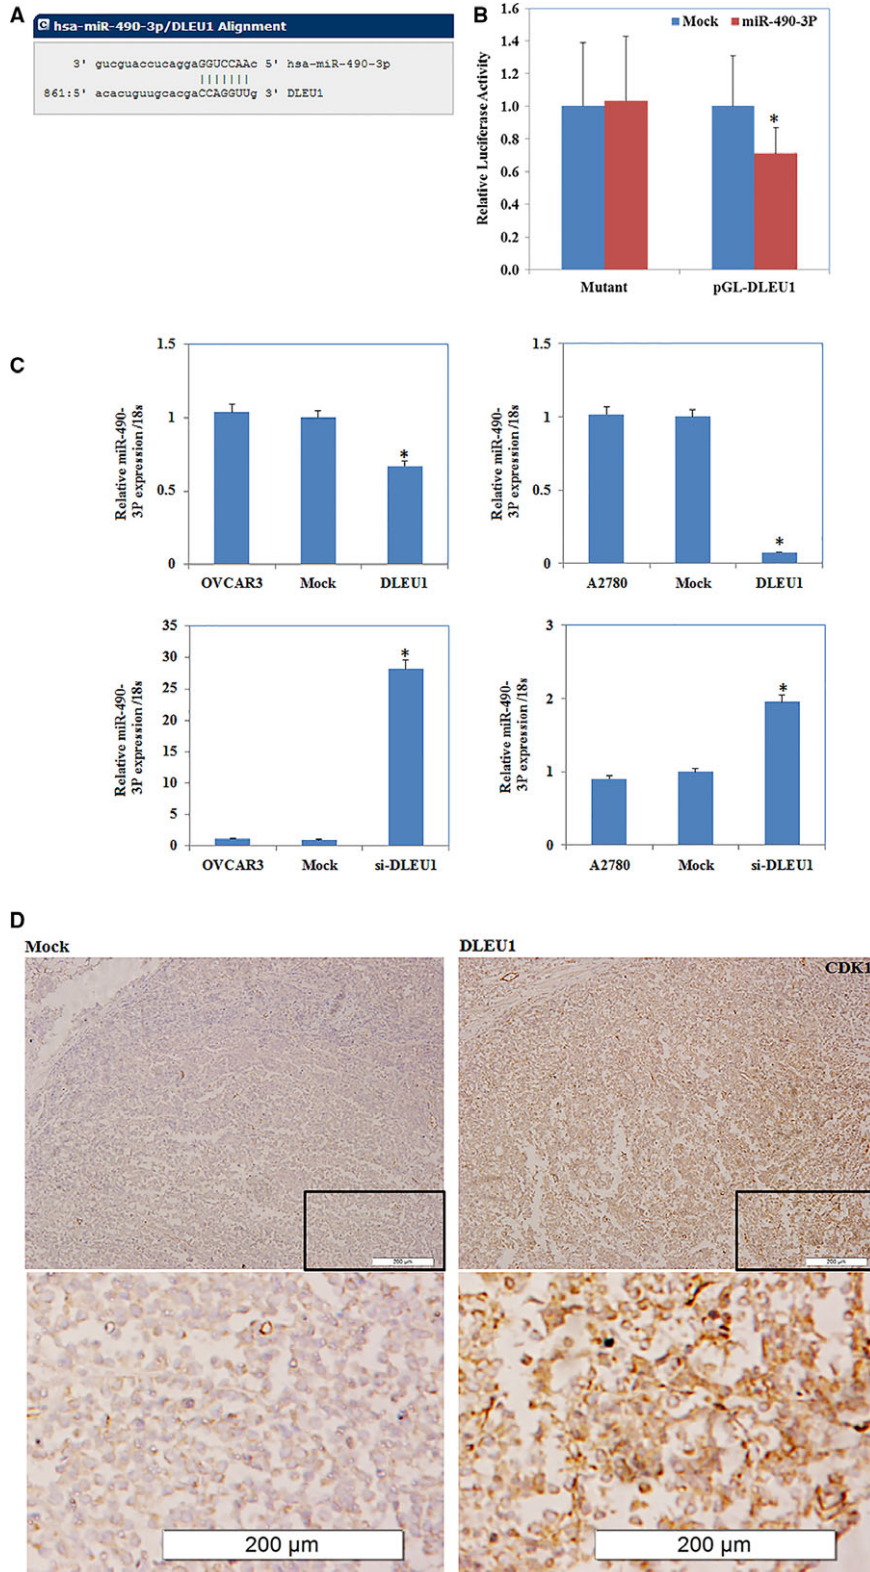 A
hsa-miR-490-3p/DLEU1 Alignment
3' gucguaccucaggaGGUCCAAc 5' hsa-miR-490-3p
|||||||
861:5' acacuguugcacgaCCAGGUUg 3' DLEU1
B
Relative Luciferase Activity
1.6
1.4
1.2
1.0
0.8
0.6
0.4
0.2
0.0
Mock
miR-490-3P
*
Mutant
pGL-DLEU1
C
Relative miR-490-
3P expression /18s
1.5
1
0.5
0
*
OVCAR3
Mock
DLEU1
Relative miR-490-
3P expression /18s
1.5
1
0.5
0
*
A2780
Mock
DLEU1
Relative miR-490-
3P expression /18s
35
30
25
20
15
10
5
0
*
OVCAR3
Mock
si-DLEU1
Relative miR-490-
3P expression /18s
3
2
1
0
*
A2780
Mock
si-DLEU1
D
Mock
DLEU1
CDK1
200 µm
200 µm
200 µm
200 µm